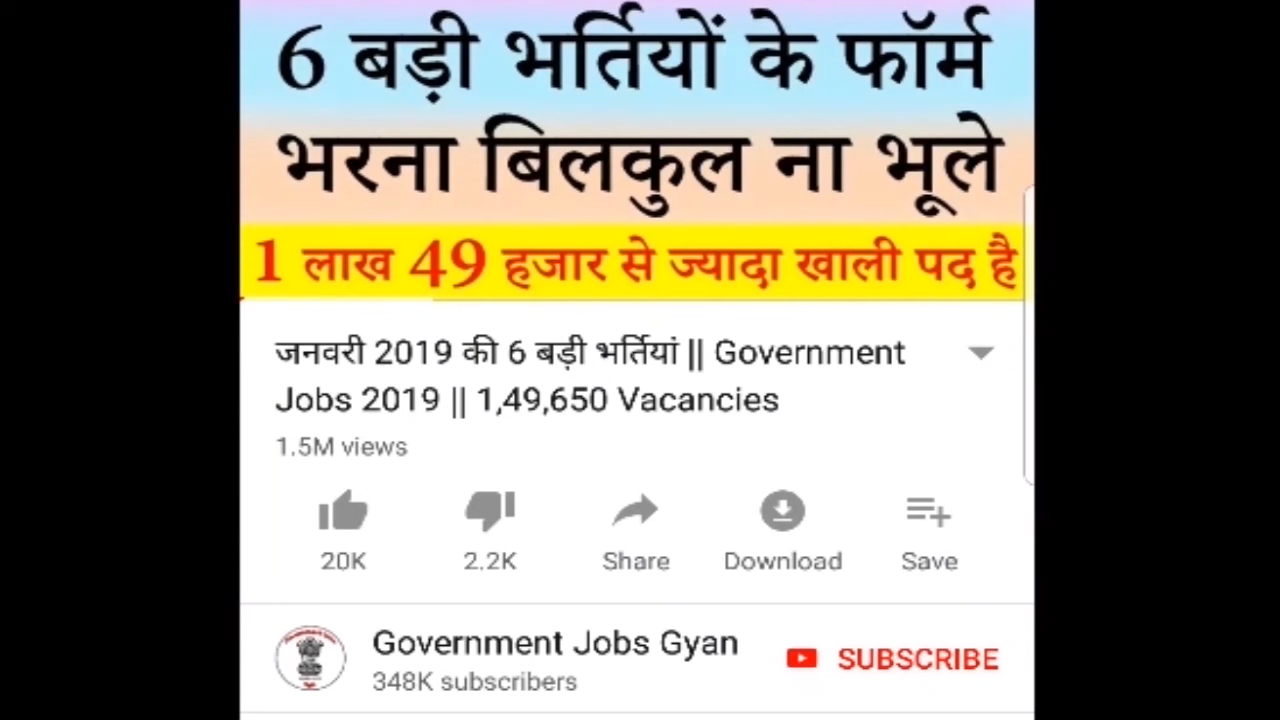 6 बड़ी भर्तियों के फॉर्म
भरना बिलकुल ना भूले
1 लाख 49 हजार से ज्यादा खाली पद है
जनवरी 2019 की 6 बड़ी भर्तियां || Government
Jobs 2019 || 1,49,650 Vacancies
1.5M views
20K 2.2K Share Download Save
Government Jobs Gyan
348K subscribers
SUBSCRIBE